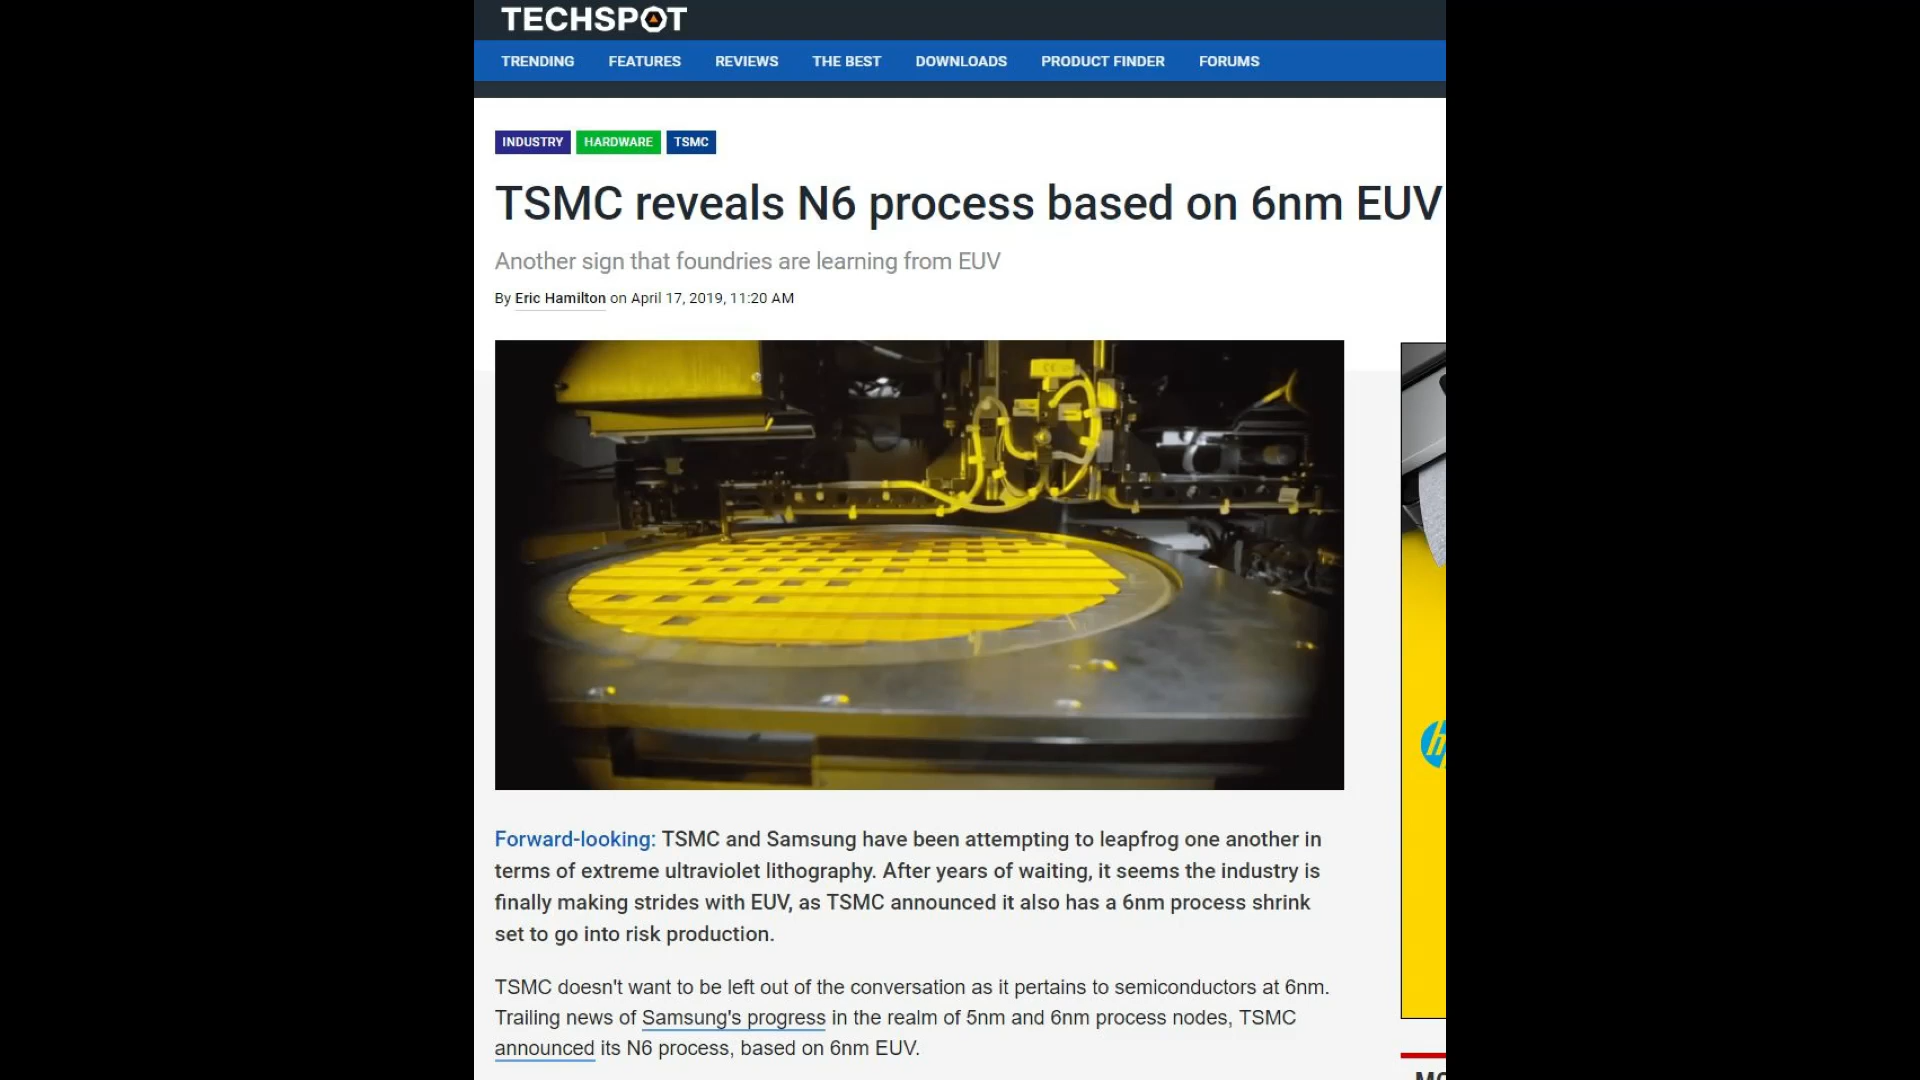 TECHSPOT
TRENDING FEATURES REVIEWS THE BEST DOWNLOADS PRODUCT FINDER FORUMS
INDUSTRY HARDWARE TSMC
TSMC reveals N6 process based on 6nm EUV
Another sign that foundries are learning from EUV
By Eric Hamilton on April 17, 2019, 11:20 AM
hp
Forward-looking: TSMC and Samsung have been attempting to leapfrog one another in
terms of extreme ultraviolet lithography. After years of waiting, it seems the industry is
finally making strides with EUV, as TSMC announced it also has a 6nm process shrink
set to go into risk production.
TSMC doesn't want to be left out of the conversation as it pertains to semiconductors at 6nm.
Trailing news of Samsung's progress in the realm of 5nm and 6nm process nodes, TSMC
announced its N6 process, based on 6nm EUV.